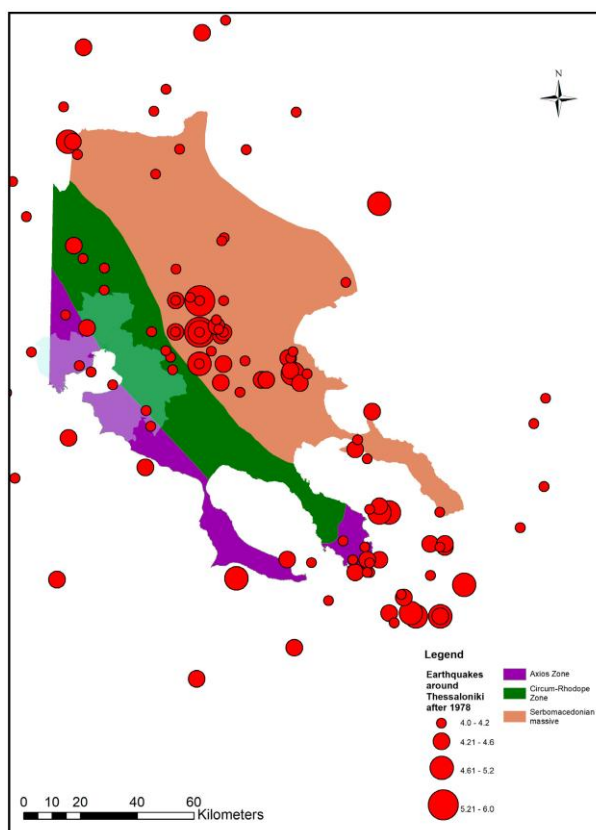 N
Legend
Earthquakes
around
Thessaloniki
after 1978
4.0 - 4.2
4.21 - 4.6
4.61 - 5.2
5.21 - 6.0
Axios Zone
Circum-Rhodope
Zone
Serbomacedonian
massive
0 10 20 40 60
Kilometers